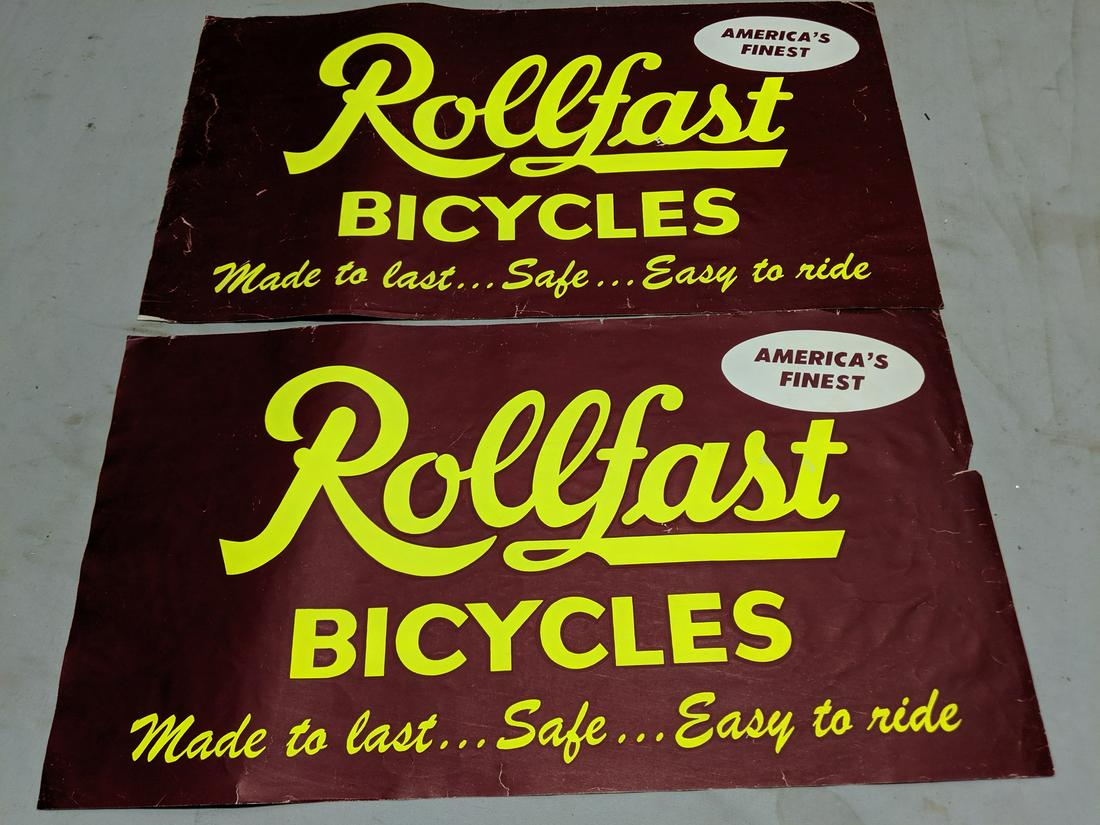 AMERICA'S
FINEST
Rollfast
BICYCLES
Made to last...Safe...Easy to ride
AMERICA'S
FINEST
Rollfast
BICYCLES
Made to last...Safe...Easy to ride